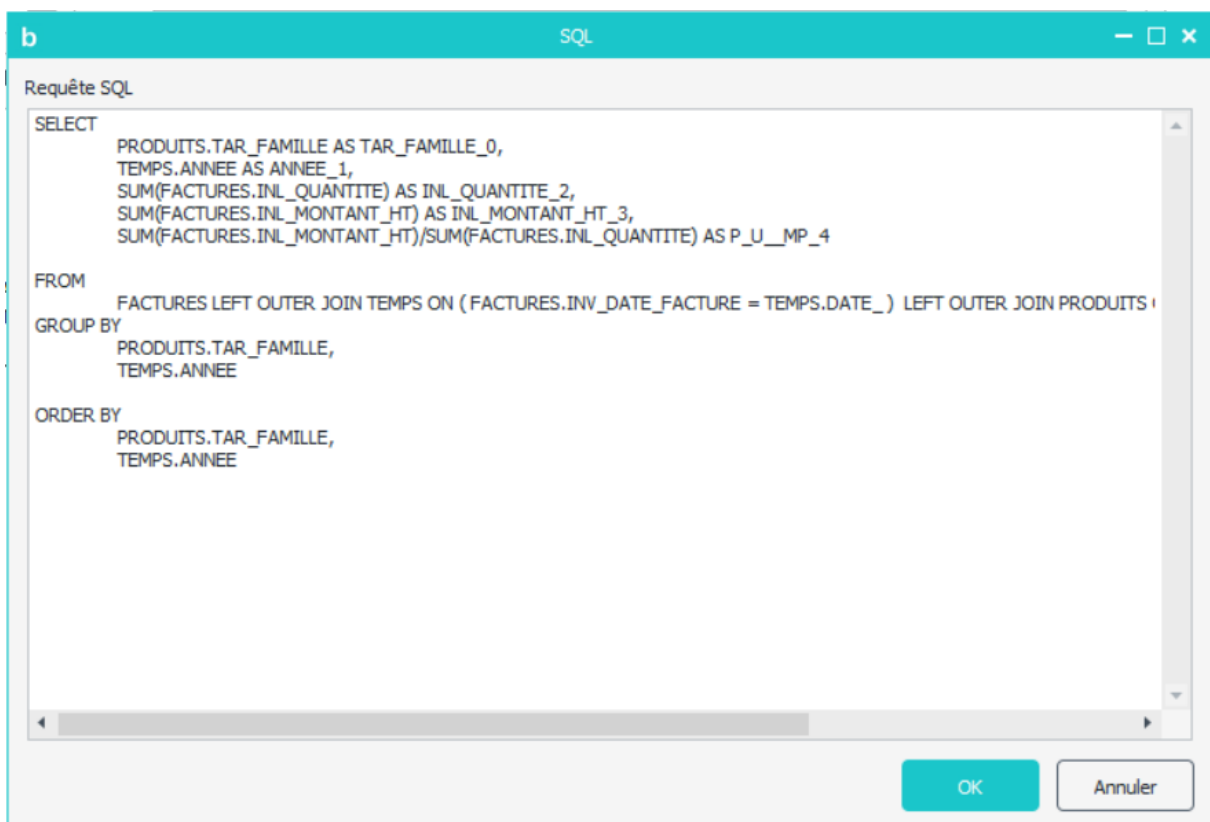 b SQL
Requête SQL
SELECT
PRODUITS.TAR_FAMILLE AS TAR_FAMILLE_0,
TEMPS.ANNEE AS ANNEE_1,
SUM(FACTURES.INL_QUANTITE) AS INL_QUANTITE_2,
SUM(FACTURES.INL_MONTANT_HT) AS INL_MONTANT_HT_3,
SUM(FACTURES.INL_MONTANT_HT)/SUM(FACTURES.INL_QUANTITE) AS P_U__MP_4
FROM
FACTURES LEFT OUTER JOIN TEMPS ON ( FACTURES.INV_DATE_FACTURE = TEMPS.DATE_ ) LEFT OUTER JOIN PRODUITS
GROUP BY
PRODUITS.TAR_FAMILLE,
TEMPS.ANNEE
ORDER BY
PRODUITS.TAR_FAMILLE,
TEMPS.ANNEE
OK
Annuler